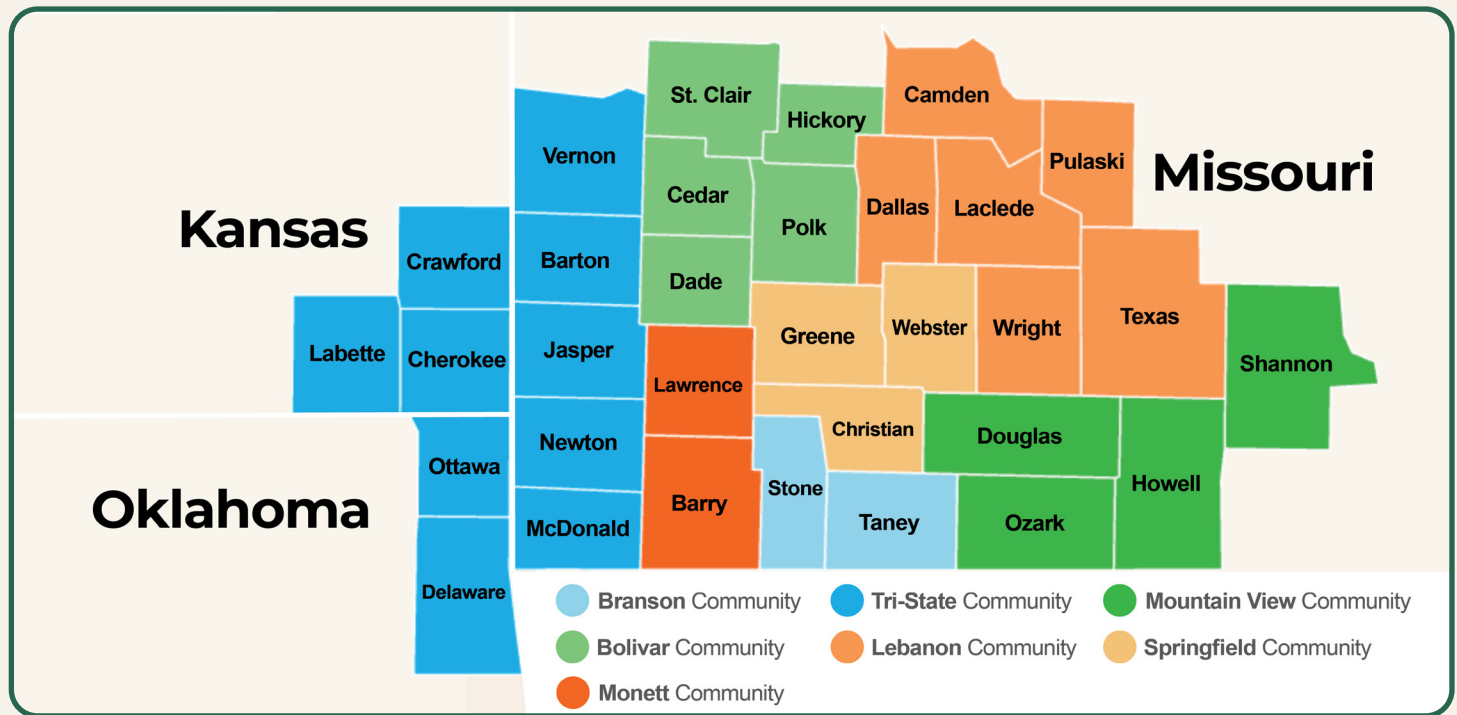 St. Clair
Camden
Hickory
Vernon
Pulaski
Missouri
Cedar
Dallas
Laclede
Polk
Kansas
Crawford
Barton
Dade
Texas
Labette
Cherokee
Jasper
Greene
Webster
Wright
Shannon
Lawrence
Newton
Christian
Douglas
Ottawa
Oklahoma
Barry
Stone
Howell
McDonald
Taney
Ozark
Delaware
Branson Community
Tri-State Community
Mountain View Community
Bolivar Community
Lebanon Community
Springfield Community
Monett Community